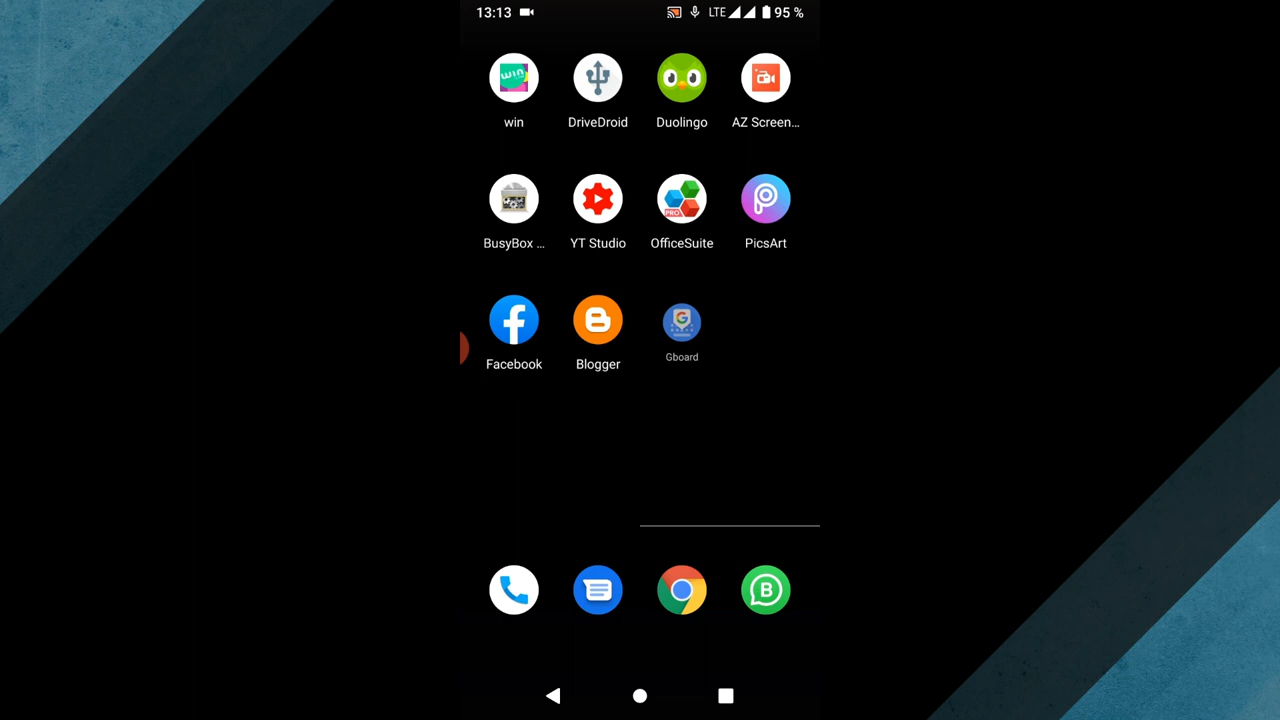 13:13 LTE 95 %
win DriveDroid Duolingo AZ Screen...
BusyBox ... YT Studio OfficeSuite PicsArt
Facebook Blogger Gboard